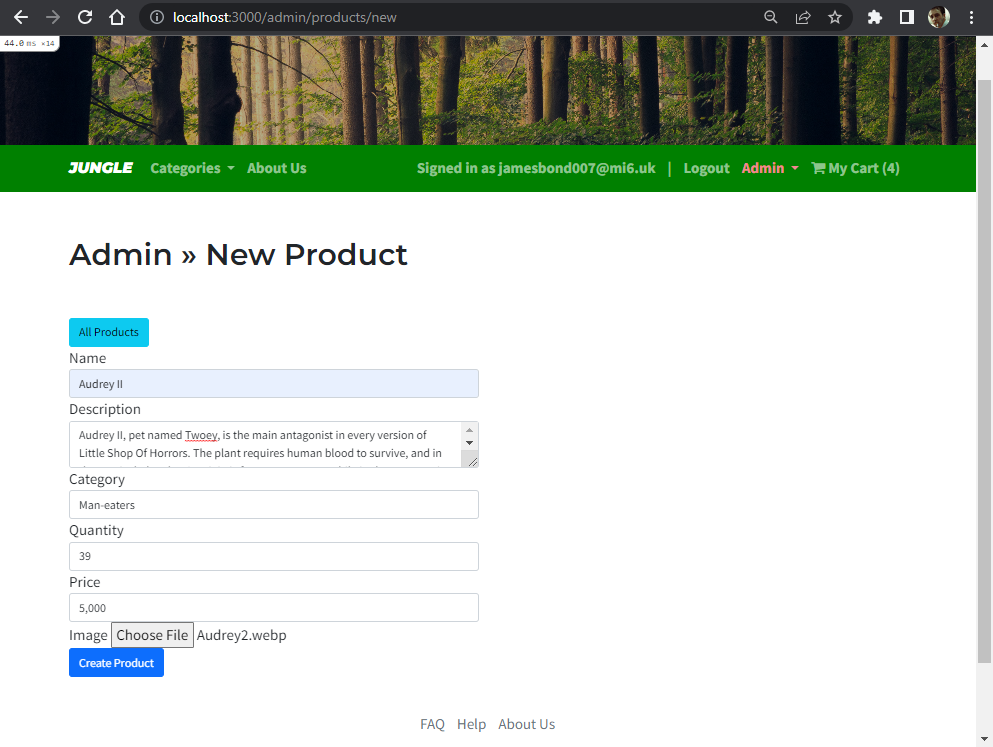 localhost:3000/admin/products/new
44.0 ms ×14
JUNGLE Categories About Us Signed in as jamesbond007@mi6.uk | Logout Admin My Cart (4)
Admin » New Product
All Products
Name
Audrey II
Description
Audrey II, pet named Twoey, is the main antagonist in every version of
Little Shop Of Horrors. The plant requires human blood to survive, and in
Category
Man-eaters
Quantity
39
Price
5,000
Image Choose File Audrey2.webp
Create Product
FAQ Help About Us